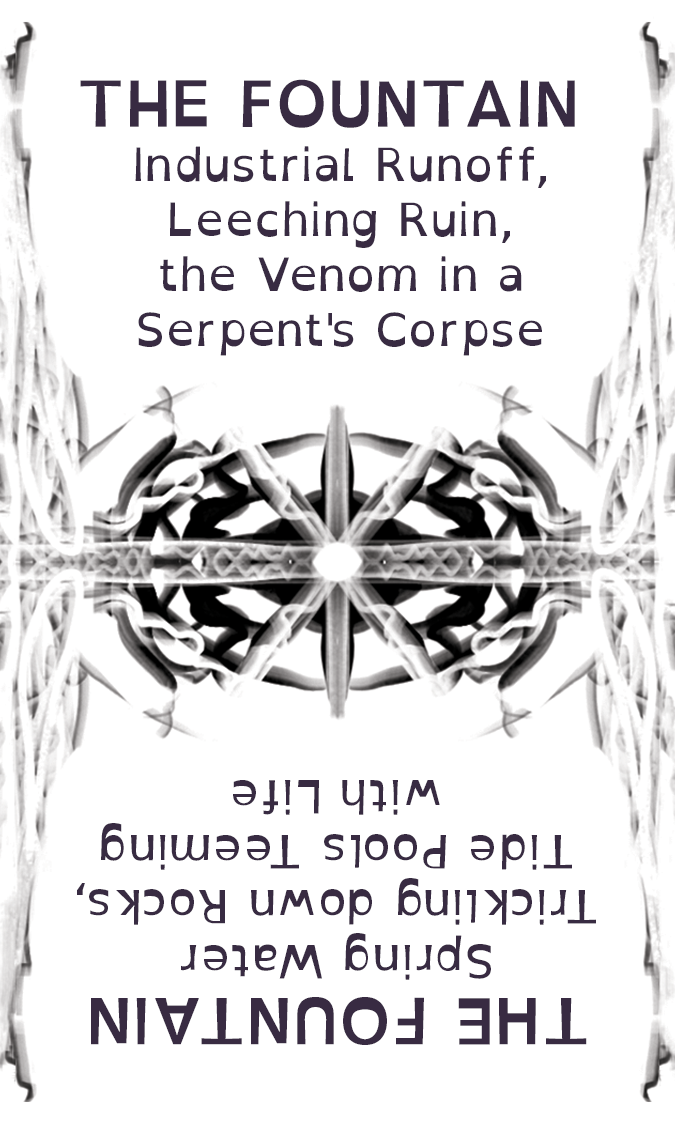 THE FOUNTAIN
Industrial Runoff,
Leeching Ruin,
the Venom in a
Serpent's Corpse
THE FOUNTAIN
Spring Water
Trickling down Rocks,
Tide Pools Teeming
with Life